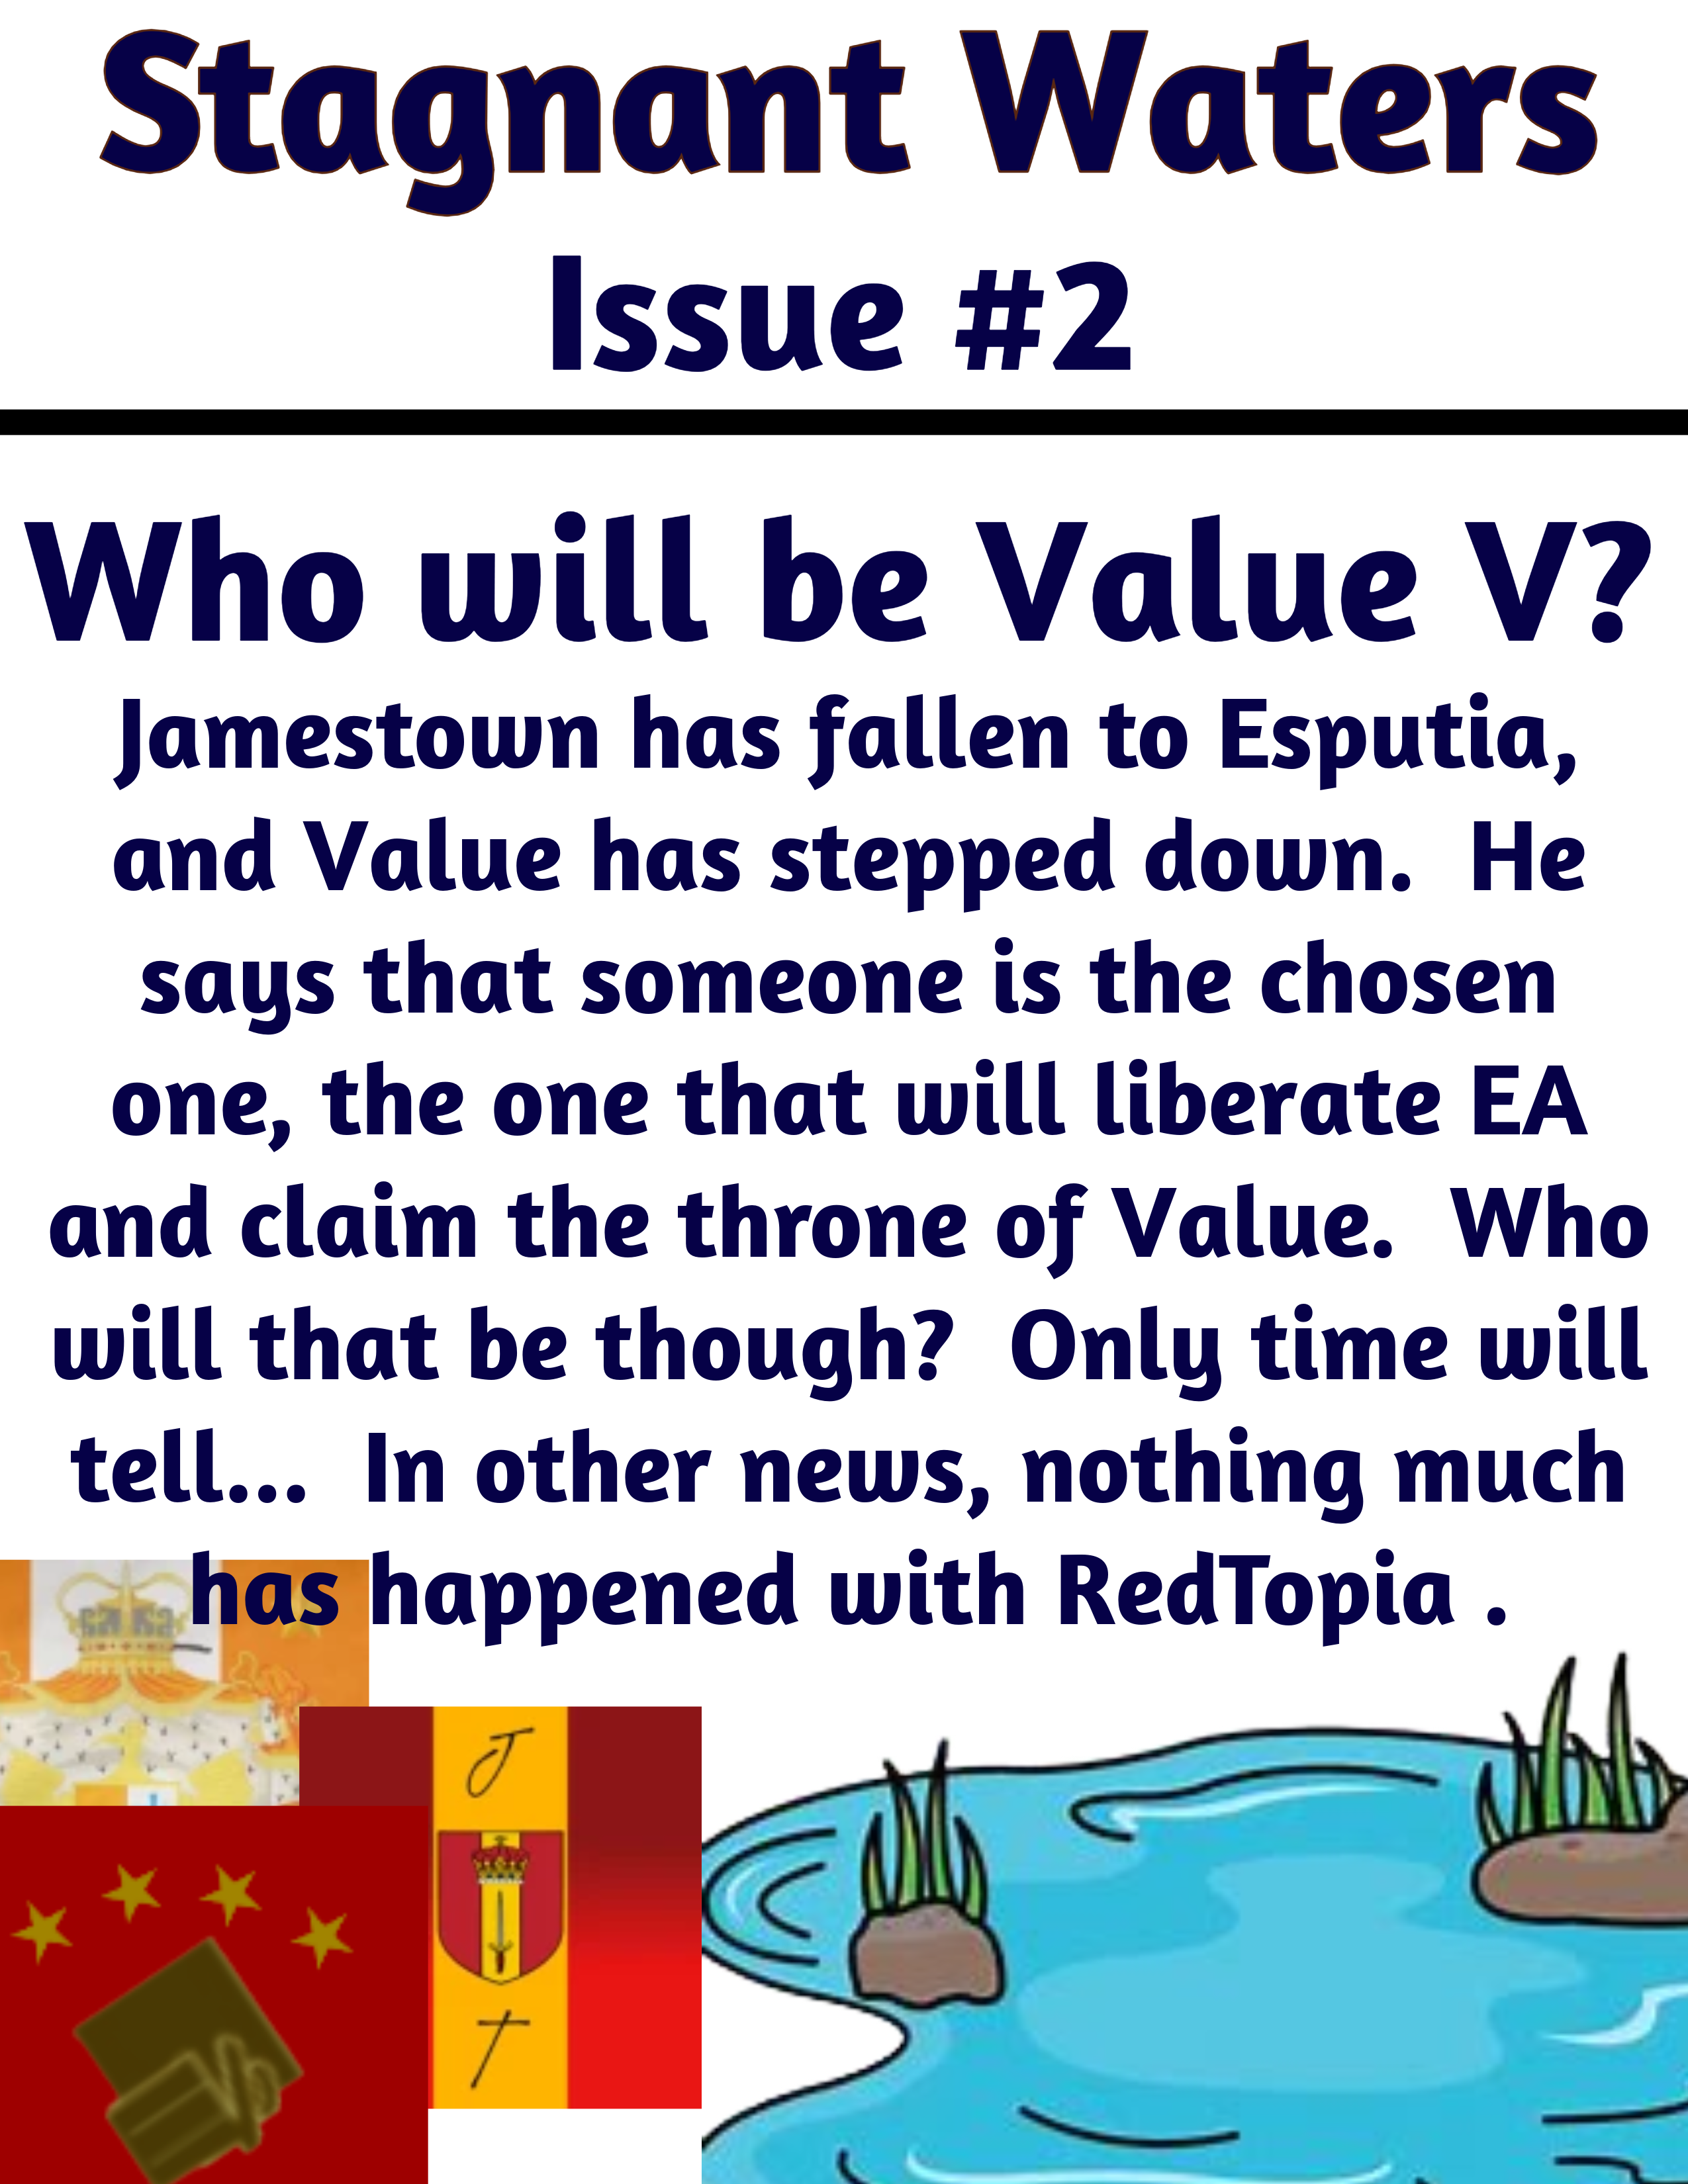 Stagnant Waters
Issue #2
Who will be Value V?
Jamestown has fallen to Esputia,
and Value has stepped down.  He
says that someone is the chosen
one, the one that will liberate EA
and claim the throne of Value.  Who
will that be though?  Only time will
tell...  In other news, nothing much
has happened with RedTopia .
J
T